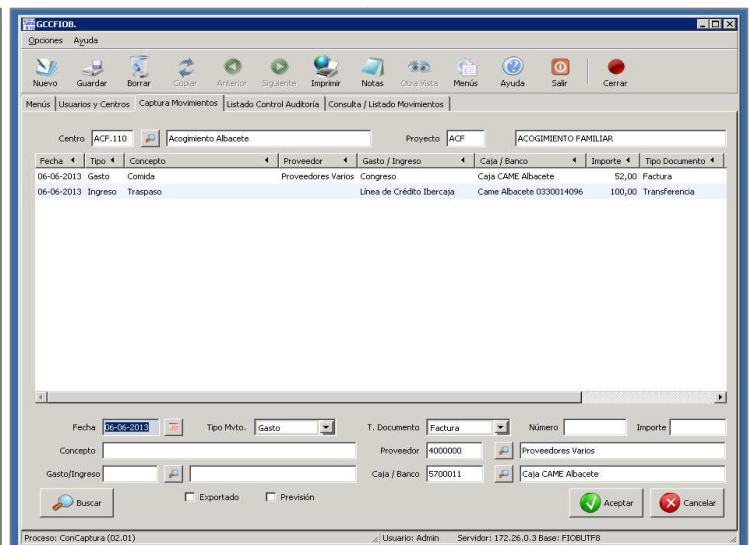 GCCFIOB.
Opciones Ayuda
Nuevo Guardar Borrar Copiar Anterior Siguiente Imprimir Notas Otra Vista Menús Ayuda Salir Cerrar
Menús Usuarios y Centros Captura Movimientos Listado Control Auditoría Consulta / Listado Movimientos
Centro ACF.110 Acogimiento Albacete Proyecto ACF ACOGIMIENTO FAMILIAR
Fecha Tipo Concepto Proveedor Gasto / Ingreso Caja / Banco Importe Tipo Documento
06-06-2013 Gasto Comida Proveedores Varios Congreso Caja CAME Albacete 52,00 Factura
06-06-2013 Ingreso Traspaso Línea de Crédito Ibercaja Came Albacete 0330014096 100,00 Transferencia
Fecha 06-06-2013 Tipo Mvto. Gasto T. Documento Factura Número Importe
Concepto Proveedor 4000000 Proveedores Varios
Gasto/Ingreso Caja / Banco 5700011 Caja CAME Albacete
Buscar Exportado Previsión Aceptar Cancelar
Proceso: ConCaptura (02.01) Usuario: Admin Servidor: 172.26.0.3 Base: FIOBUTF8